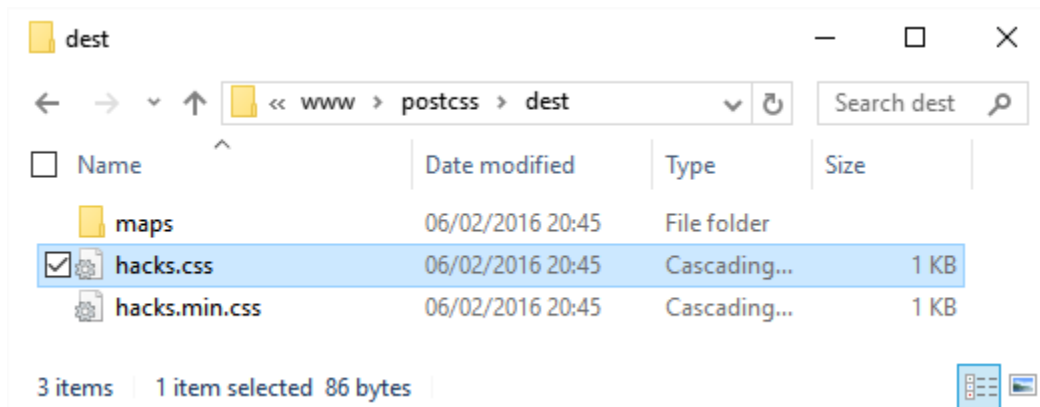 dest
« www > postcss > dest Search dest
Name Date modified Type Size
maps 06/02/2016 20:45 File folder
hacks.css 06/02/2016 20:45 Cascading... 1 KB
hacks.min.css 06/02/2016 20:45 Cascading... 1 KB
3 items 1 item selected 86 bytes